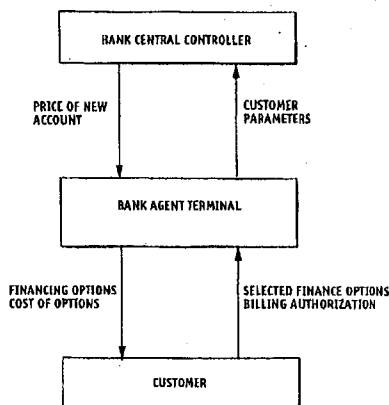 BANK CENTRAL CONTROLLER
PRICE OF NEW
ACCOUNT
CUSTOMER
PARAMETERS
BANK AGENT TERMINAL
FINANCING OPTIONS
COST OF OPTIONS
SELECTED FINANCE OPTIONS
BILLING AUTHORIZATION
CUSTOMER